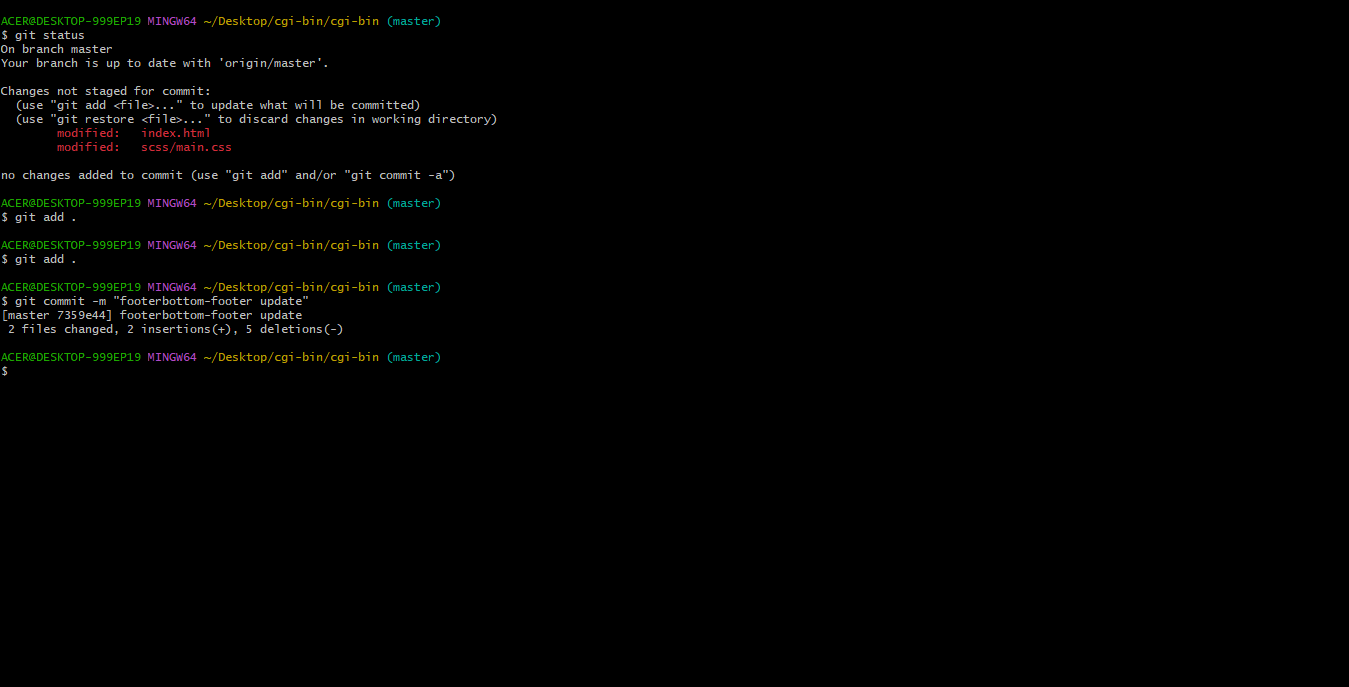 ACER@DESKTOP-999EP19 MINGW64 ~/Desktop/cgi-bin/cgi-bin (master)
$ git status
On branch master
Your branch is up to date with 'origin/master'.
Changes not staged for commit:
(use "git add <file>..." to update what will be committed)
(use "git restore <file>..." to discard changes in working directory)
modified: index.html
modified: scss/main.css
no changes added to commit (use "git add" and/or "git commit -a")
ACER@DESKTOP-999EP19 MINGW64 ~/Desktop/cgi-bin/cgi-bin (master)
$ git add .
ACER@DESKTOP-999EP19 MINGW64 ~/Desktop/cgi-bin/cgi-bin (master)
$ git add .
ACER@DESKTOP-999EP19 MINGW64 ~/Desktop/cgi-bin/cgi-bin (master)
$ git commit -m "footerbottom-footer update"
[master 7359e44] footerbottom-footer update
2 files changed, 2 insertions(+), 5 deletions(-)
ACER@DESKTOP-999EP19 MINGW64 ~/Desktop/cgi-bin/cgi-bin (master)
$